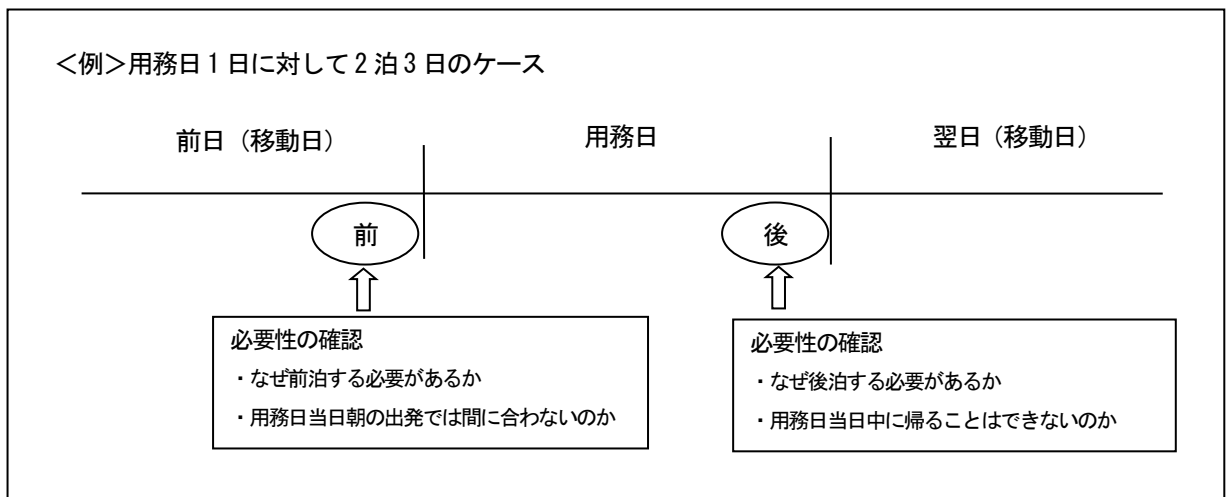 ＜例＞用務日１日に対して２泊３日のケース
前日（移動日）
用務日
翌日（移動日）
前
後
必要性の確認
・なぜ前泊する必要があるか
・用務日当日朝の出発では間に合わないのか
必要性の確認
・なぜ後泊する必要があるか
・用務日当日中に帰ることはできないのか